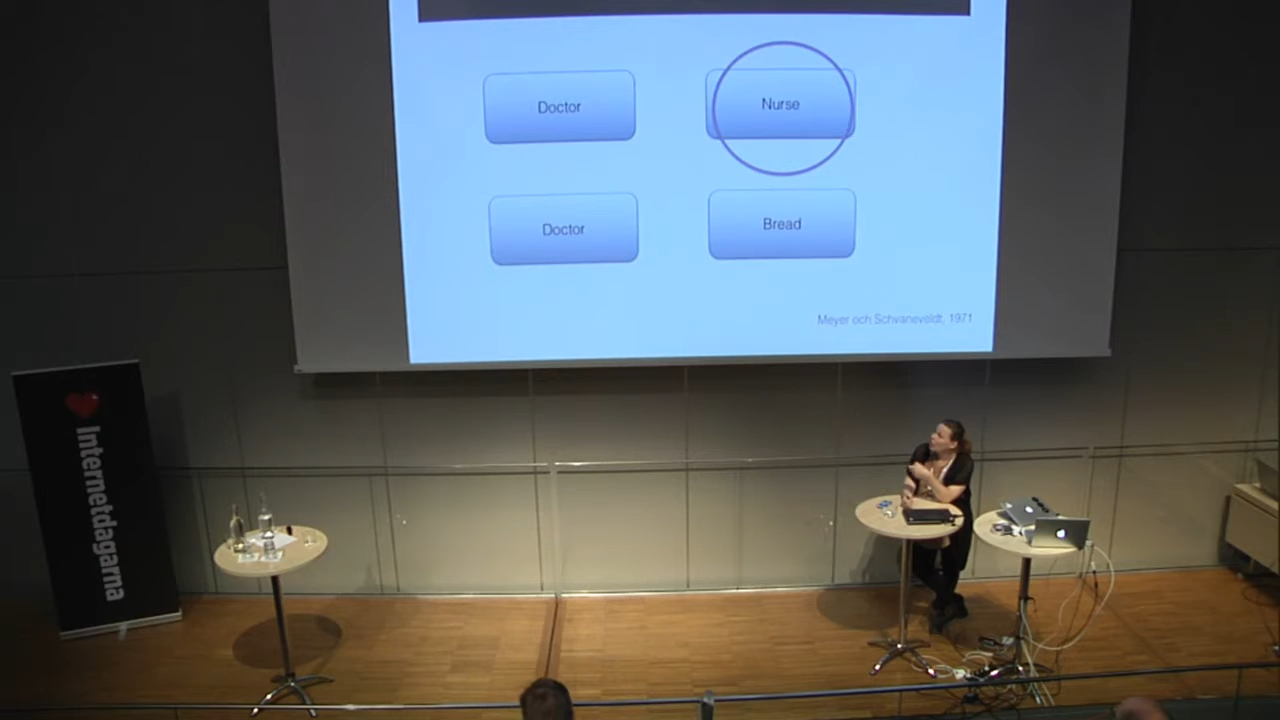 Doctor
Nurse
Doctor
Bread
Meyer och Schvaneveldt, 1971
Internetdagarna